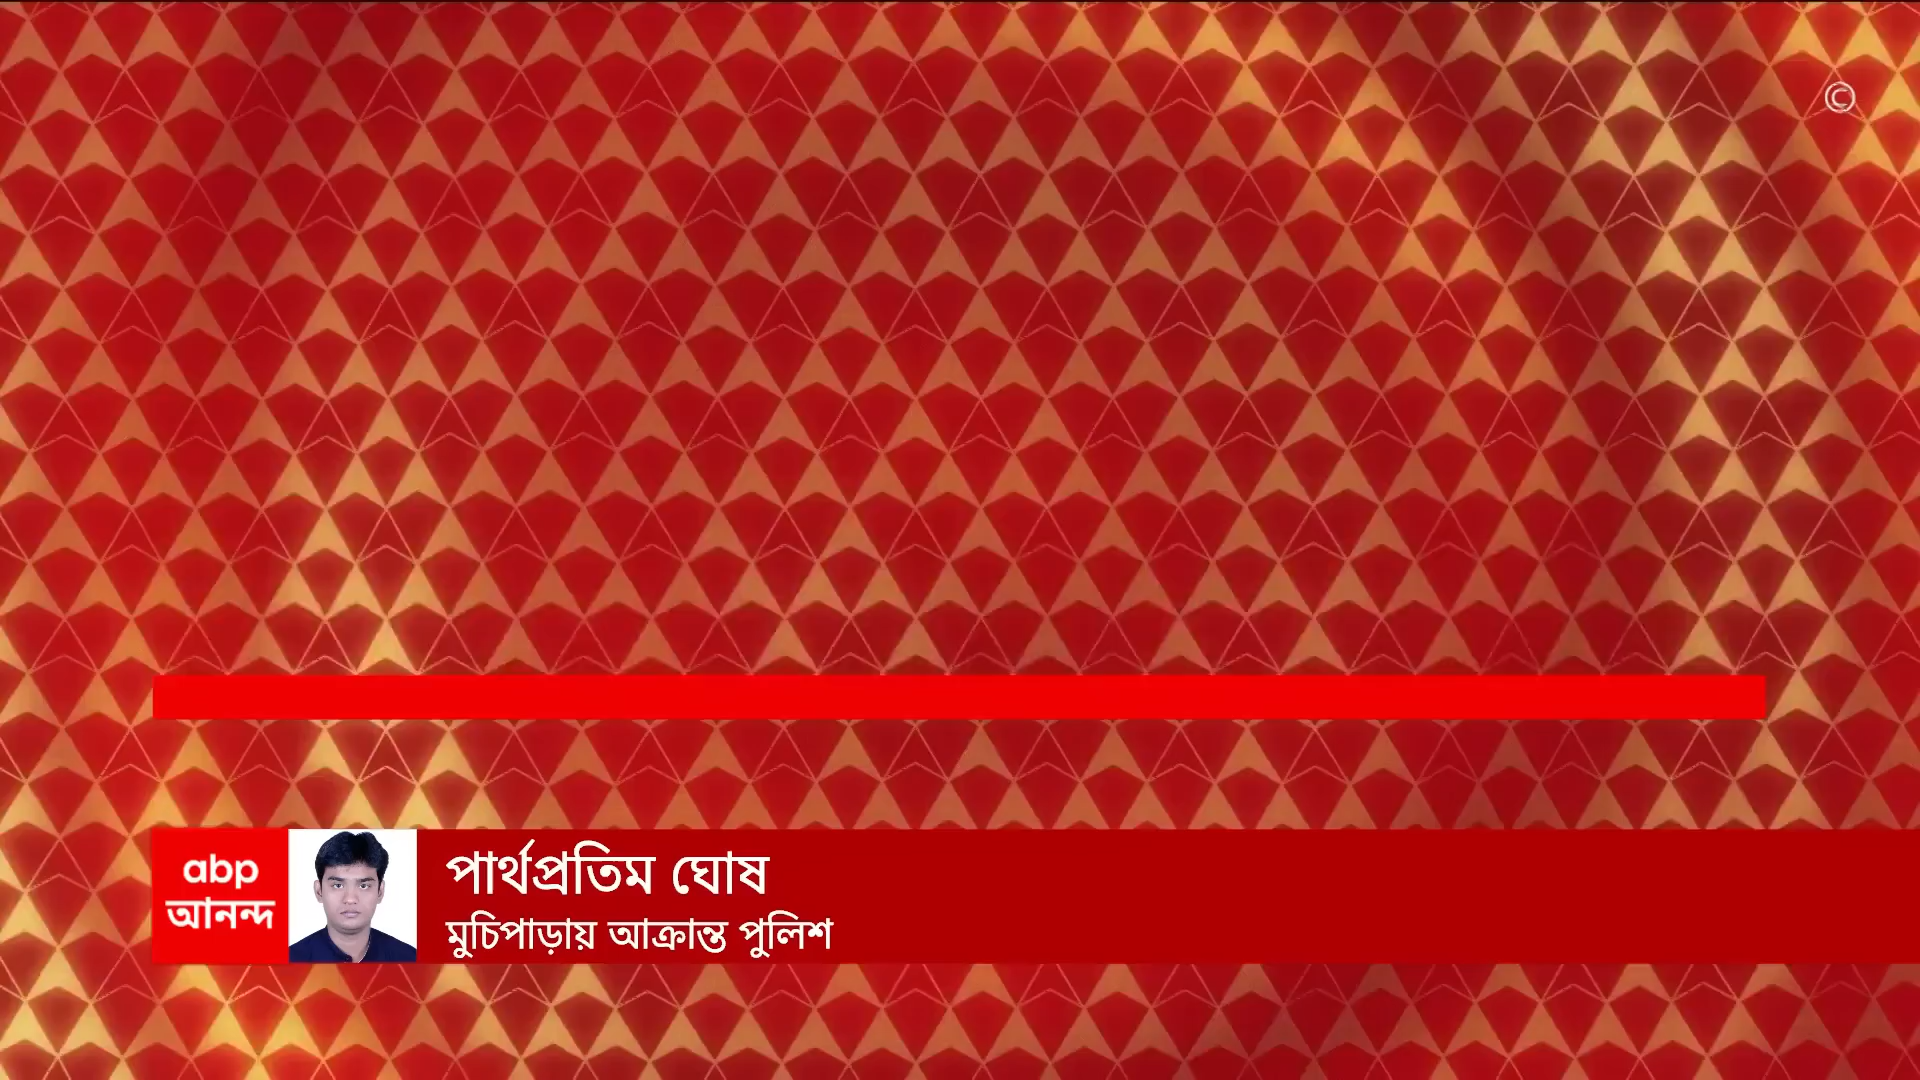 ©
abp
আনন্দ
পার্থপ্রতিম ঘোষ
মুচিপাড়ায় আক্রান্ত পুলিশ